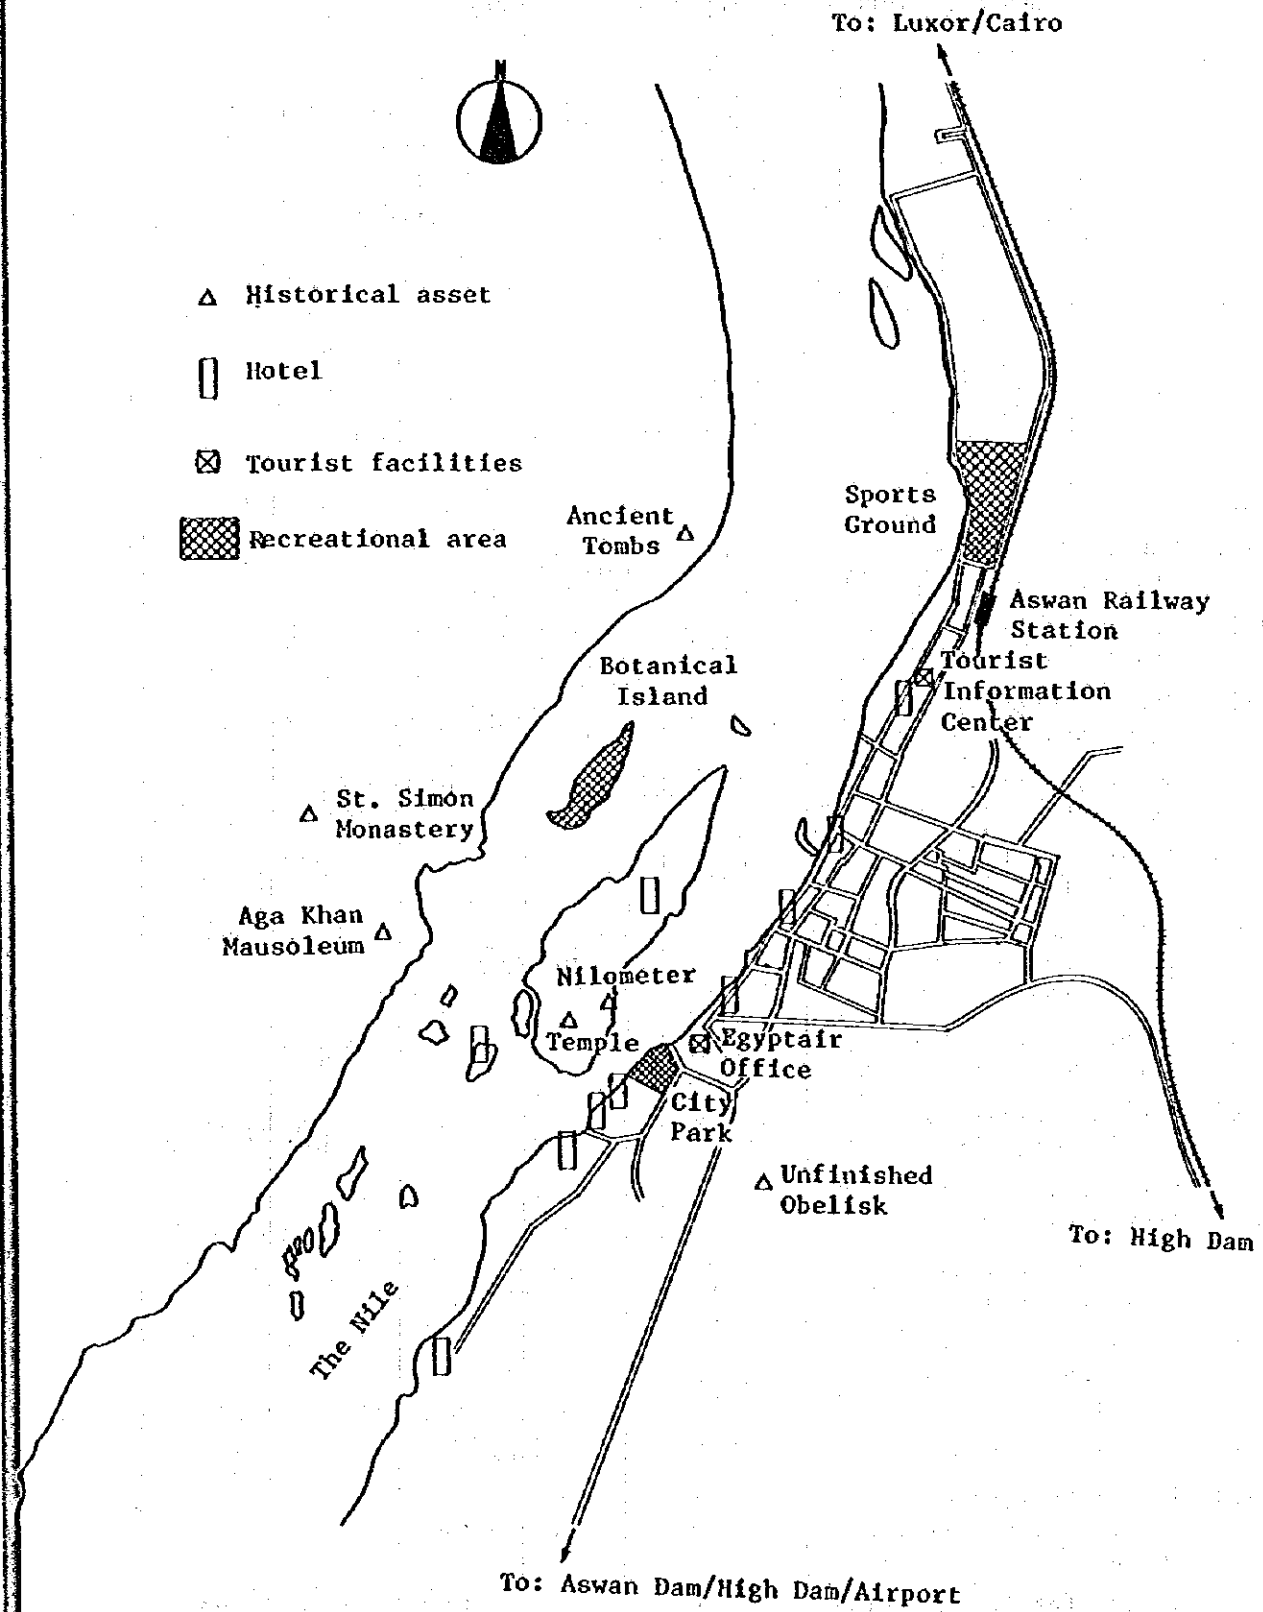 To: Luxor/Cairo
N
Historical asset
Hotel
Tourist facilities
Recreational area
Ancient
Tombs
Sports
Ground
Aswan Railway
Station
Tourist
Information
Center
Botanical
Island
St. Simon
Monastery
Aga Khan
Mausoleum
Nilometer
Temple
Egyptair
Office
City
Park
Unfinished
Obelisk
To: High Dam
The Nile
To: Aswan Dam/High Dam/Airport